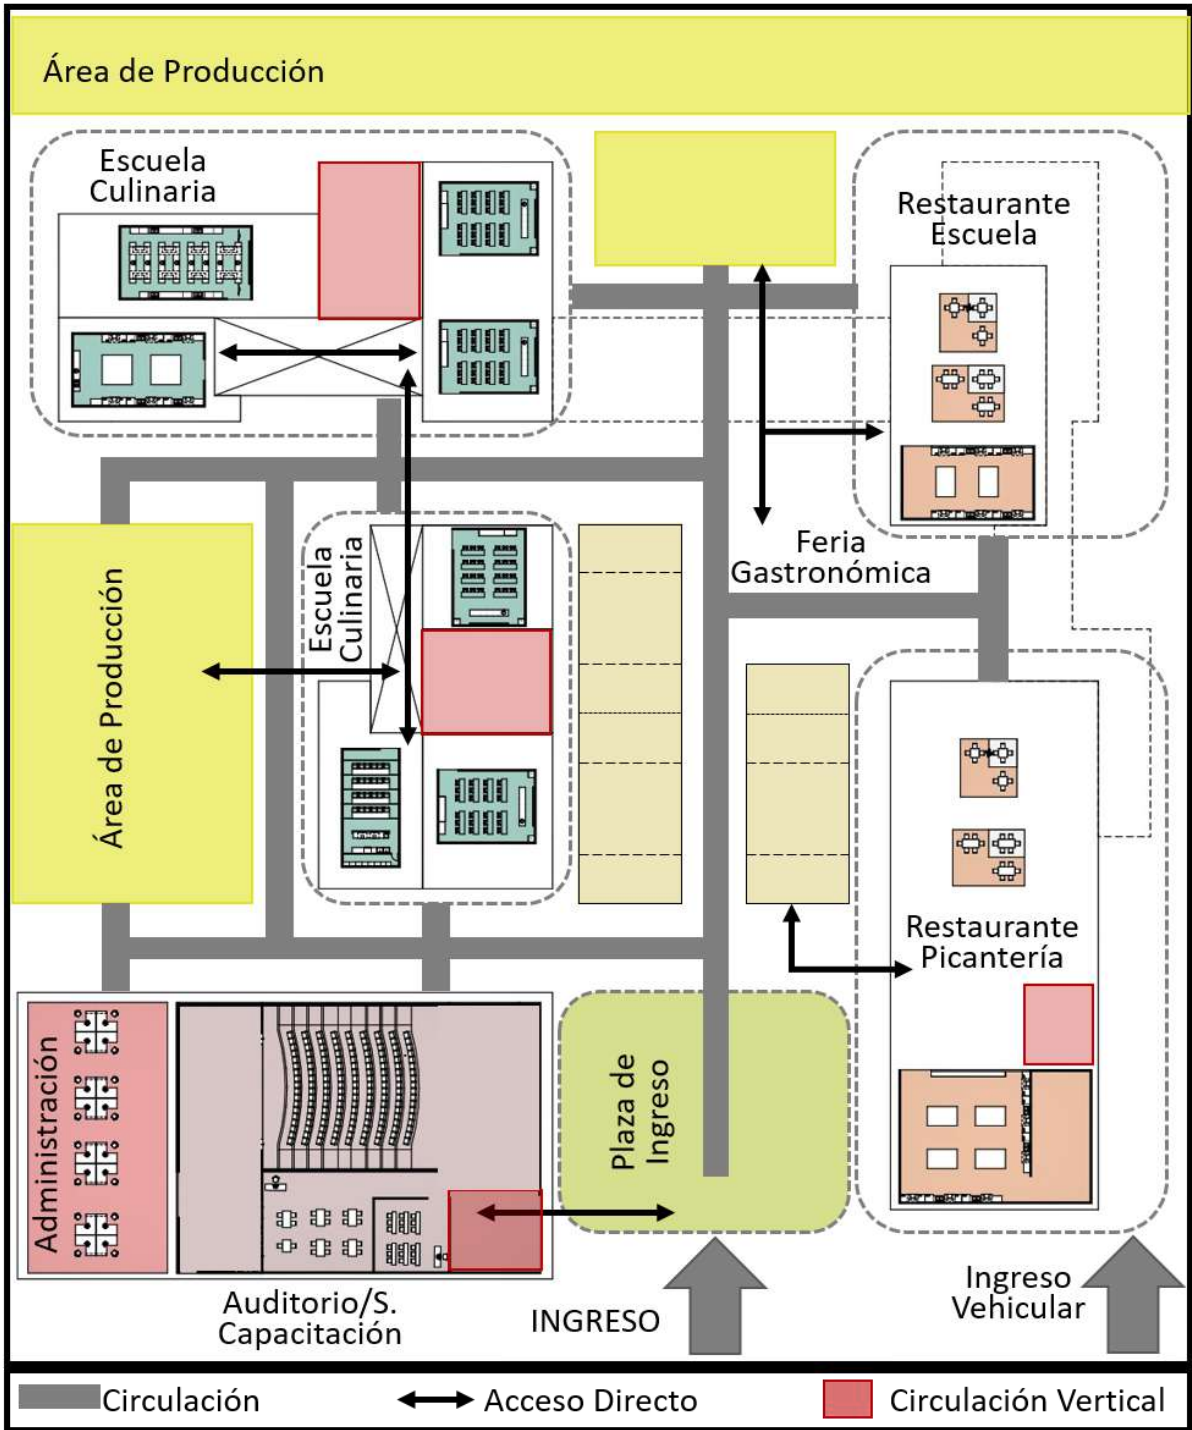 Área de Producción
Escuela
Culinaria
Restaurante
Escuela
Feria
Gastronómica
Escuela
Culinaria
Área de Producción
Restaurante
Picantería
Administración
Plaza de
Ingreso
Auditorio/S.
Capacitación
INGRESO
Ingreso
Vehicular
Circulación
Acceso Directo
Circulación Vertical